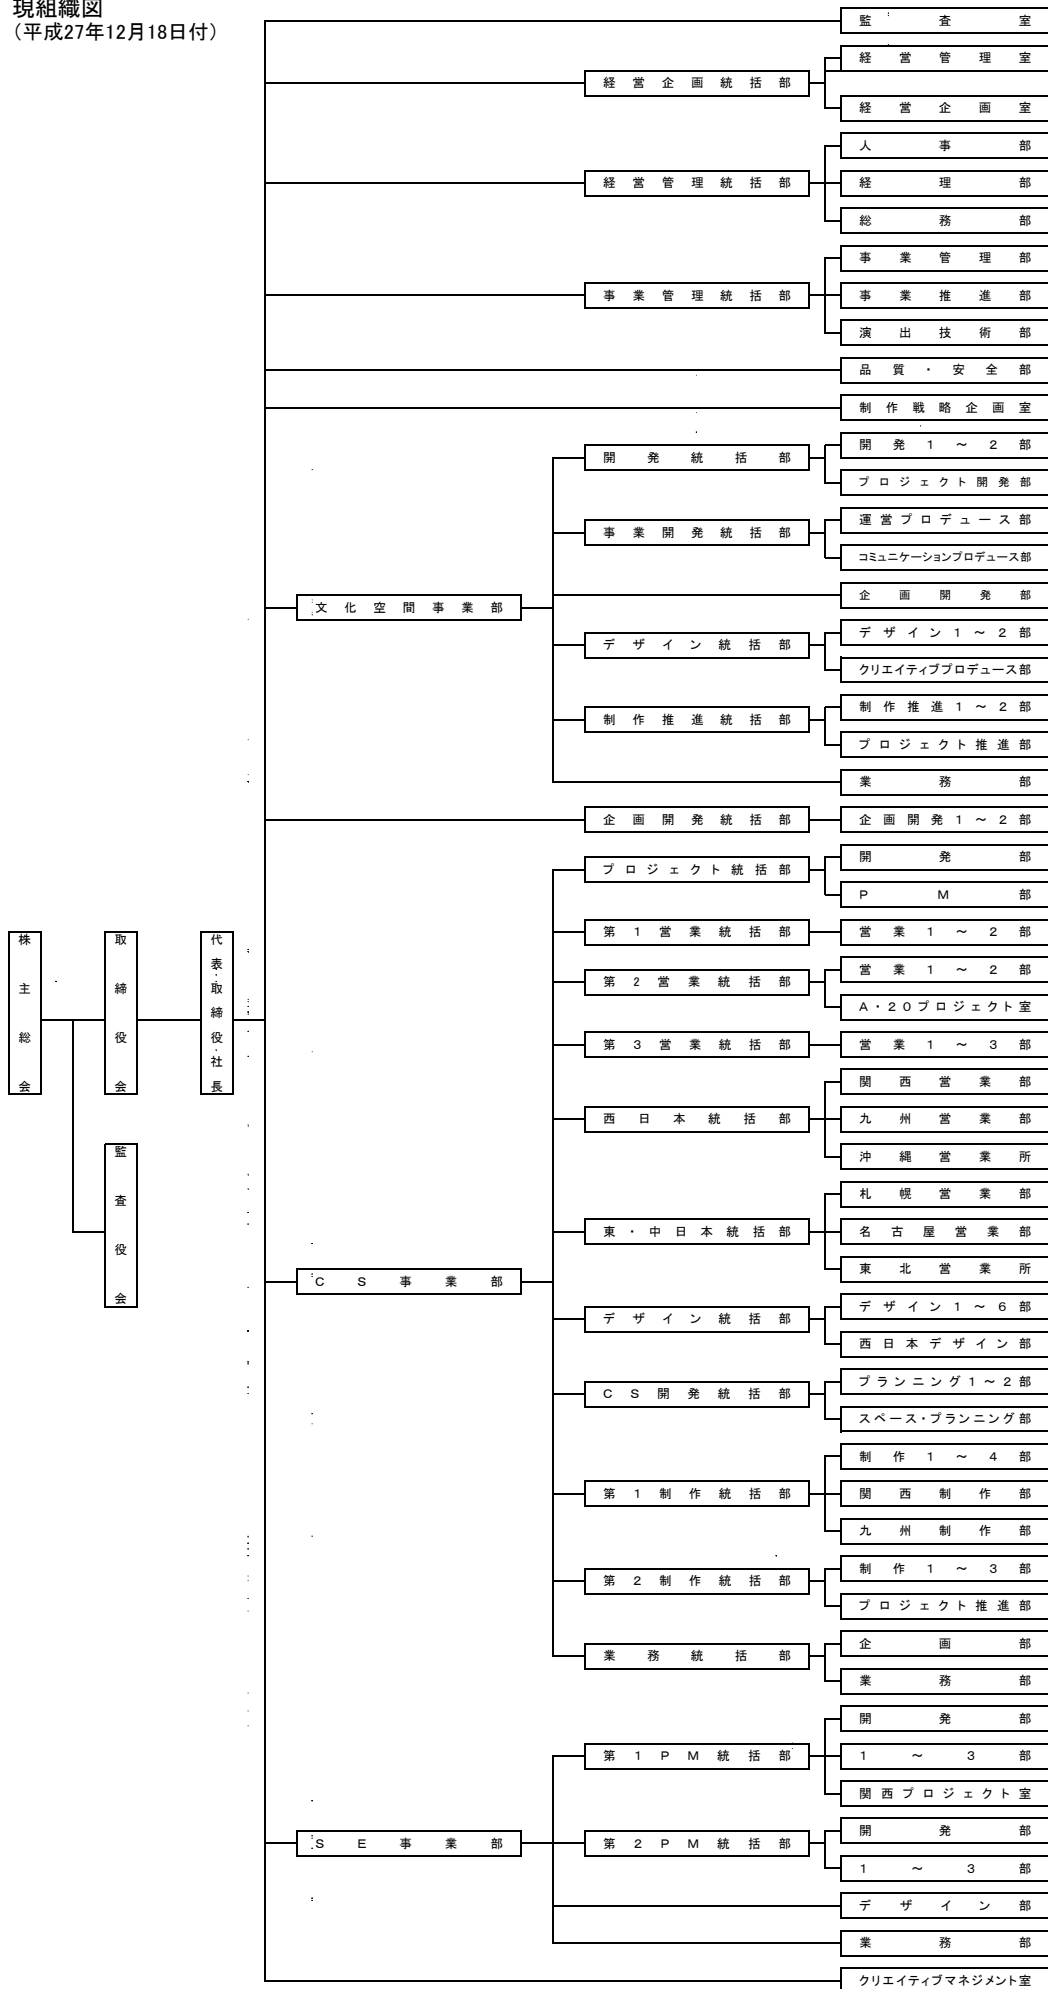 現組織図
（平成27年12月18日付）
監査室
経営管理室
経営企画統括部
経営企画室
人事部
経営管理統括部
経理部
総務部
事業管理部
事業管理統括部
事業推進部
演出技術部
品質・安全部
制作戦略企画室
開発統括部
開発1～2部
プロジェクト開発部
事業開発統括部
運営プロデュース部
コミュニケーションプロデュース部
文化空間事業部
企画開発部
デザイン統括部
デザイン1～2部
クリエイティブプロデュース部
制作推進統括部
制作推進1～2部
プロジェクト推進部
業務部
企画開発統括部
企画開発1～2部
プロジェクト統括部
開発部
PM部
第1営業統括部
営業1～2部
第2営業統括部
営業1～2部
A・20プロジェクト室
第3営業統括部
営業1～3部
株主総会
取締役会
代表取締役社長
監査役会
西日本統括部
関西営業部
九州営業部
沖縄営業所
東・中日本統括部
札幌営業部
名古屋営業部
東北営業所
CS事業部
デザイン統括部
デザイン1～6部
西日本デザイン部
CS開発統括部
プランニング1～2部
スペース・プランニング部
第1制作統括部
制作1～4部
関西制作部
九州制作部
第2制作統括部
制作1～3部
プロジェクト推進部
業務統括部
企画部
業務部
第1PM統括部
開発部
1～3部
関西プロジェクト室
SE事業部
第2PM統括部
開発部
1～3部
デザイン部
業務部
クリエイティブマネジメント室